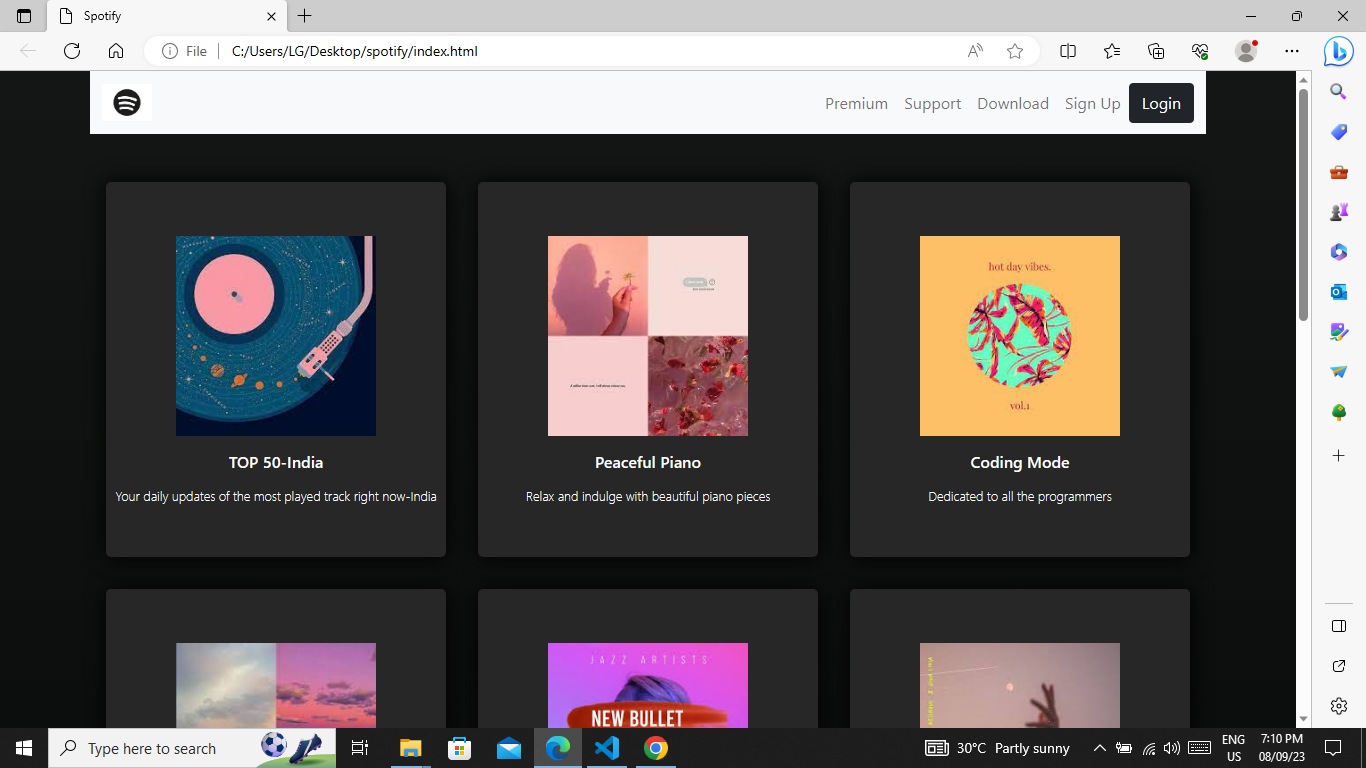 Spotify
File
C:/Users/LG/Desktop/spotify/index.html
Premium
Support
Download
Sign Up
Login
hot day vibes.
vol.1
TOP 50-India
Peaceful Piano
Coding Mode
Your daily updates of the most played track right now-India
Relax and indulge with beautiful piano pieces
Dedicated to all the programmers
JAZZ ARTISTS
NEW BULLET
Type here to search
30°C Partly sunny
ENG
US
7:10 PM
08/09/23